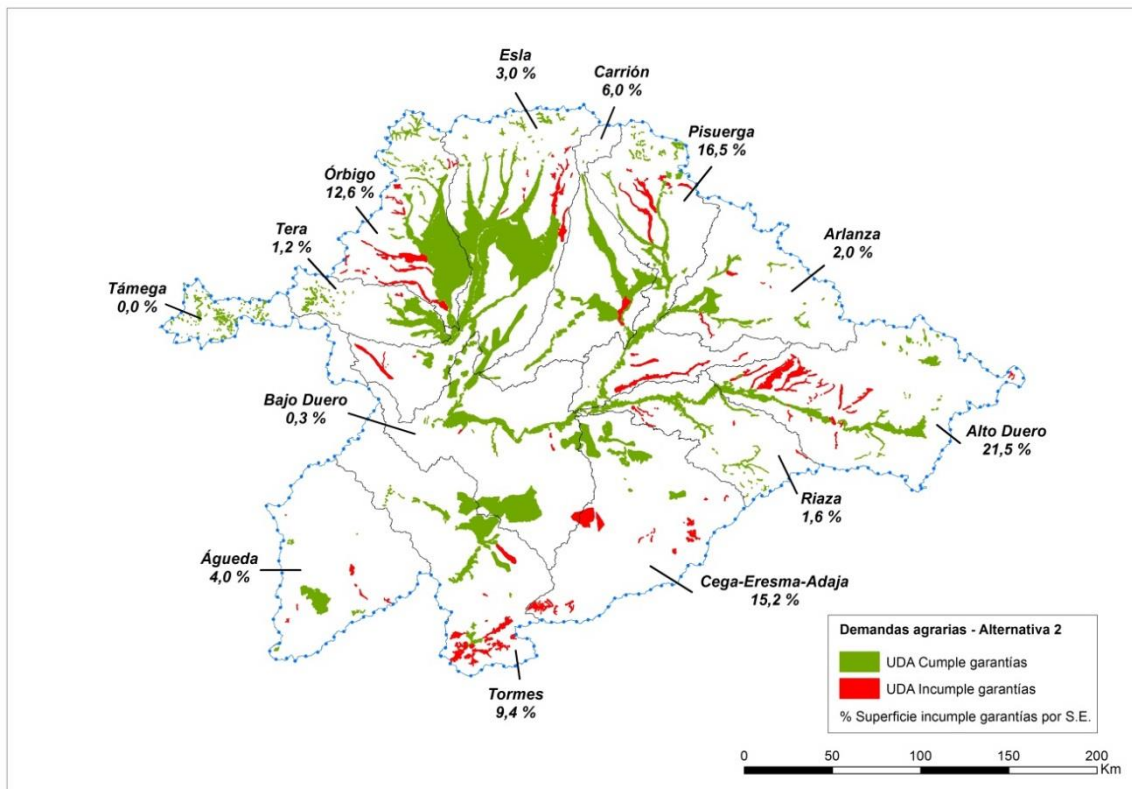 Esla
3,0 %
Carrión
6,0 %
Pisuerga
16,5 %
Órbigo
12,6 %
Tera
1,2 %
Arlanza
2,0 %
Támega
0,0 %
Bajo Duero
0,3 %
Alto Duero
21,5 %
Riaza
1,6 %
Águeda
4,0 %
Cega-Eresma-Adaja
15,2 %
Tormes
9,4 %
Demandas agrarias - Alternativa 2
UDA Cumple garantías
UDA Incumple garantías
% Superficie incumple garantías por S.E.
0 50 100 150 200
Km